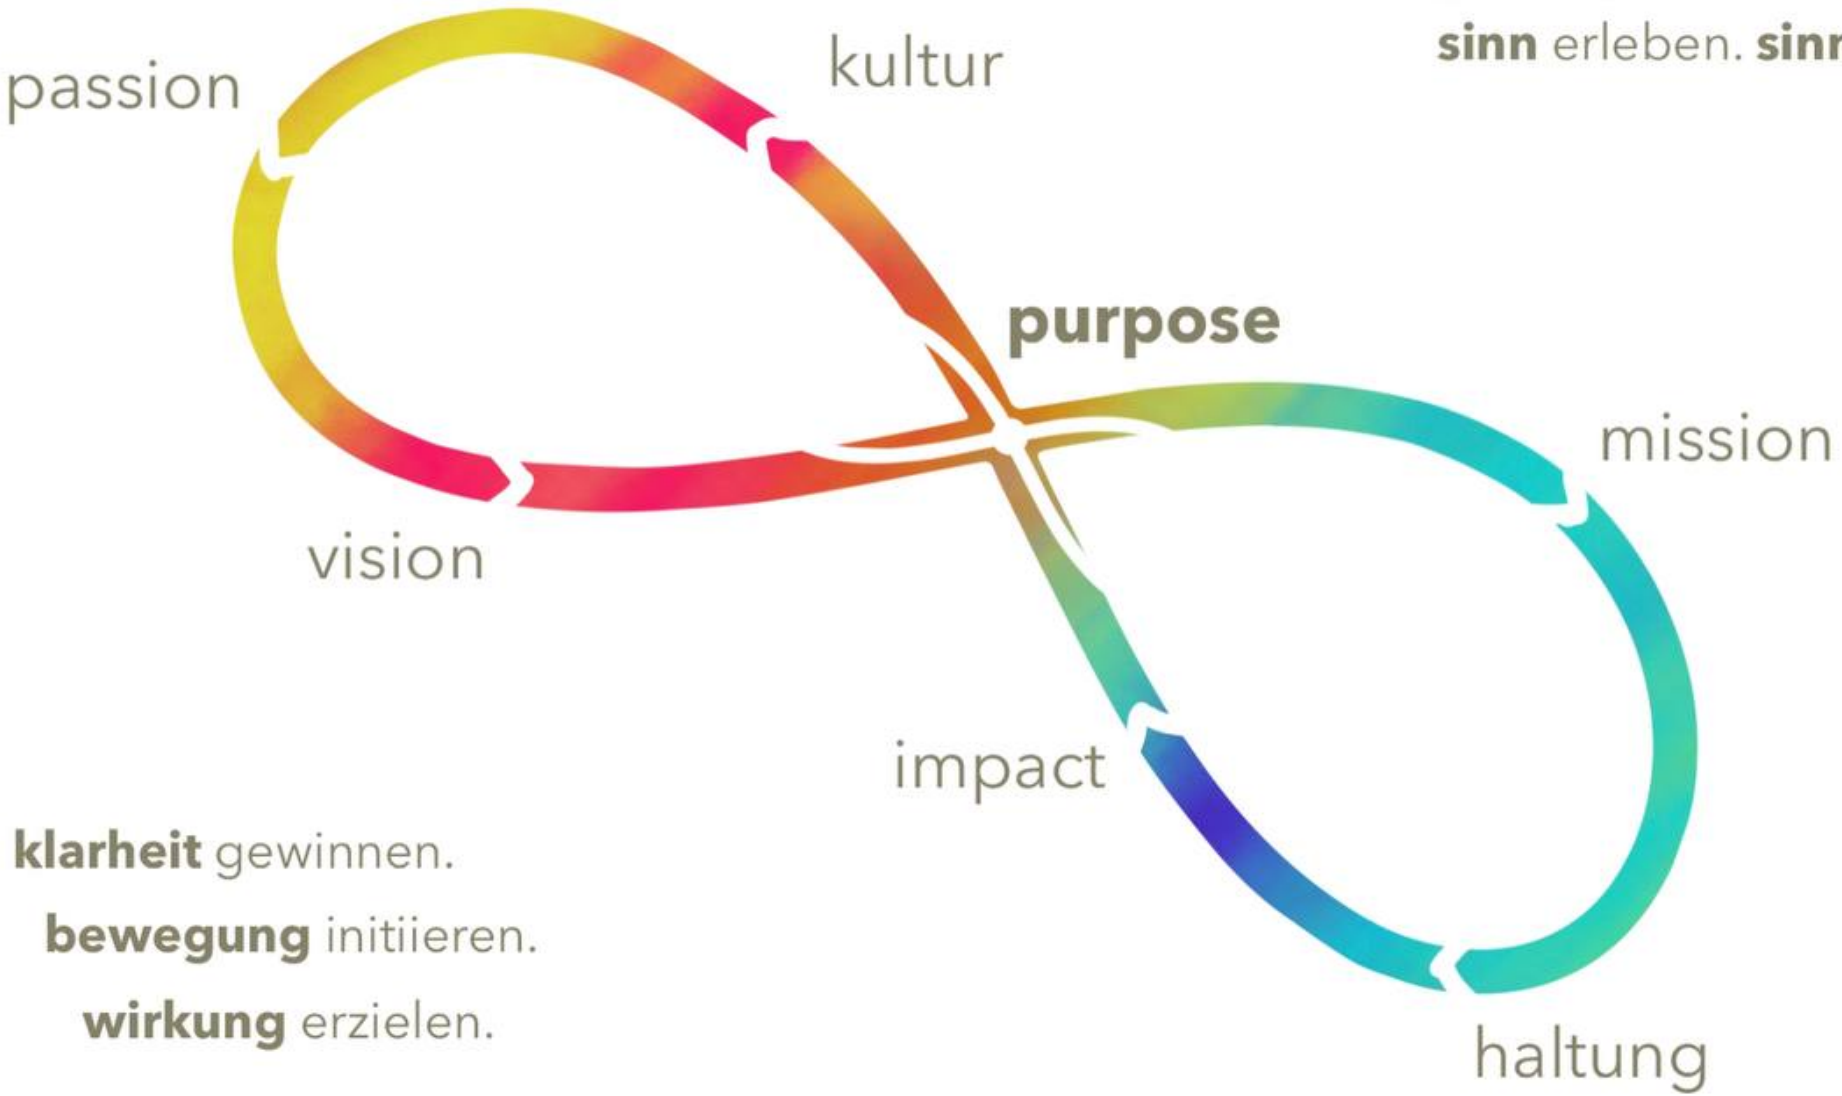 sinn erleben.
passion
kultur
purpose
mission
vision
impact
klarheit gewinnen.
bewegung initiieren.
wirkung erzielen.
haltung